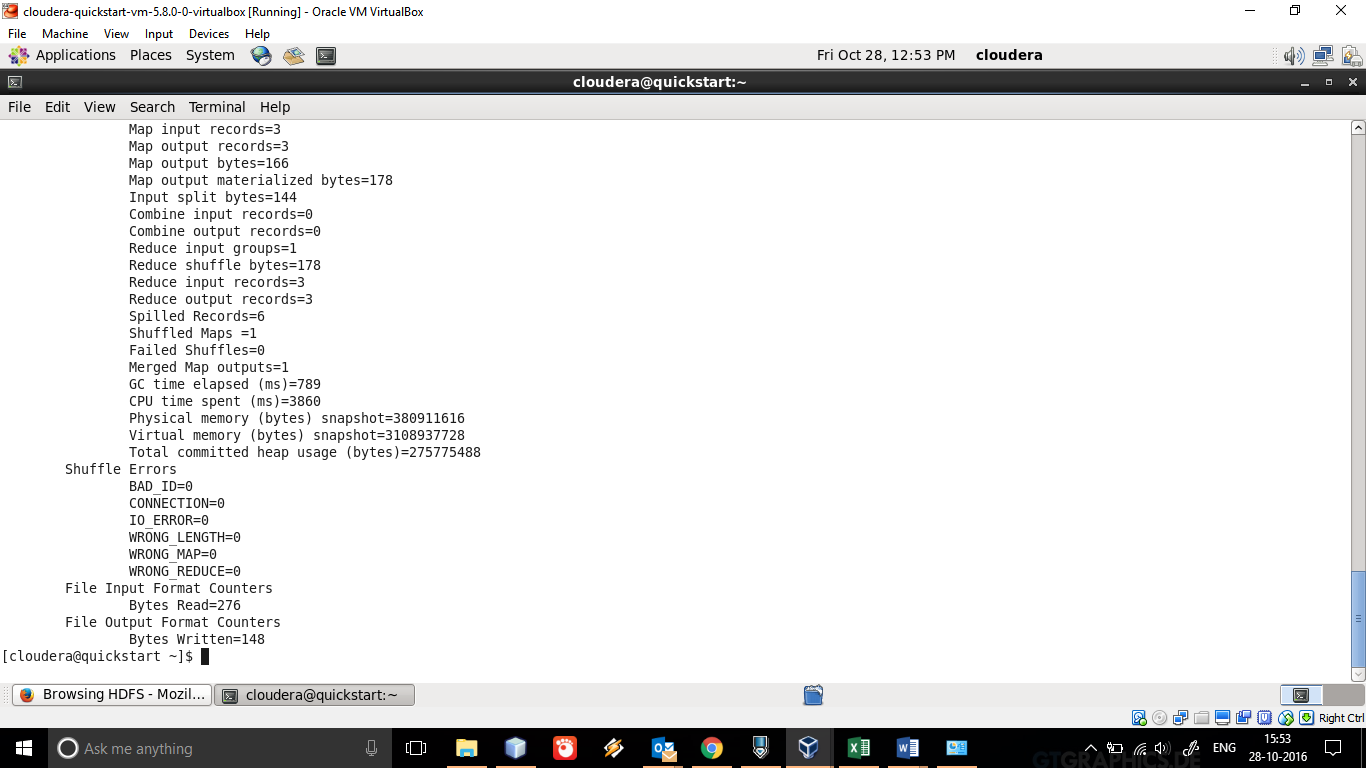 cloudera-quickstart-vm-5.8.0-0-virtualbox [Running] - Oracle VM VirtualBox
File Machine View Input Devices Help
Applications Places System Fri Oct 28, 12:53 PM cloudera
cloudera@quickstart:~
File Edit View Search Terminal Help
Map input records=3
Map output records=3
Map output bytes=166
Map output materialized bytes=178
Input split bytes=144
Combine input records=0
Combine output records=0
Reduce input groups=1
Reduce shuffle bytes=178
Reduce input records=3
Reduce output records=3
Spilled Records=6
Shuffled Maps =1
Failed Shuffles=0
Merged Map outputs=1
GC time elapsed (ms)=789
CPU time spent (ms)=3860
Physical memory (bytes) snapshot=380911616
Virtual memory (bytes) snapshot=3108937728
Total committed heap usage (bytes)=275775488
Shuffle Errors
BAD_ID=0
CONNECTION=0
IO_ERROR=0
WRONG_LENGTH=0
WRONG_MAP=0
WRONG_REDUCE=0
File Input Format Counters
Bytes Read=276
File Output Format Counters
Bytes Written=148
[cloudera@quickstart ~]$
Browsing HDFS - Mozil... cloudera@quickstart:~
Right Ctrl
Ask me anything ENG 15:53
28-10-2016
GTGRAPHICS.DE